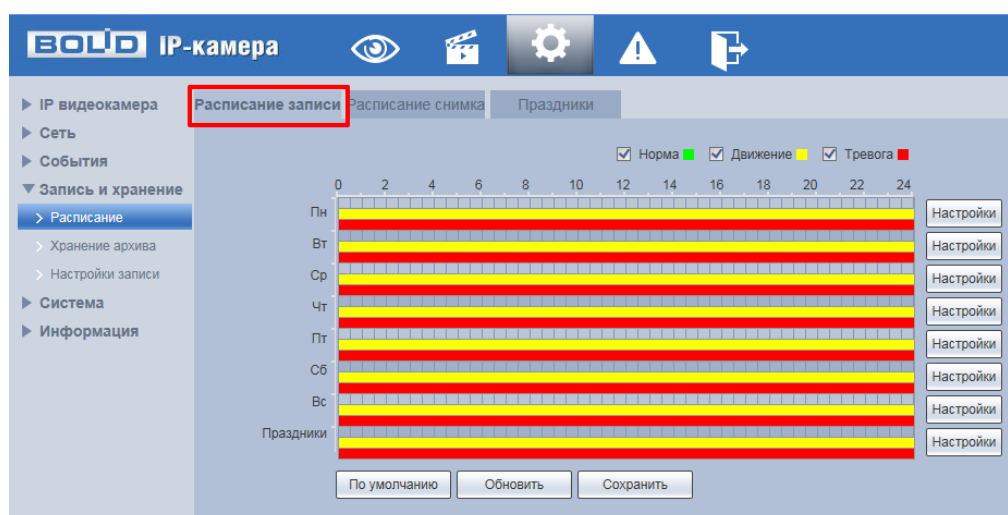 BOLID IP-камера
IP видеокамера
Сеть
События
Запись и хранение
Расписание
Хранение архива
Настройки записи
Система
Информация
Расписание записи Расписание снимка Праздники
Норма Движение Тревога
0 2 4 6 8 10 12 14 16 18 20 22 24
Пн Настройки
Вт Настройки
Ср Настройки
Чт Настройки
Пт Настройки
Сб Настройки
Вс Настройки
Праздники Настройки
По умолчанию Обновить Сохранить